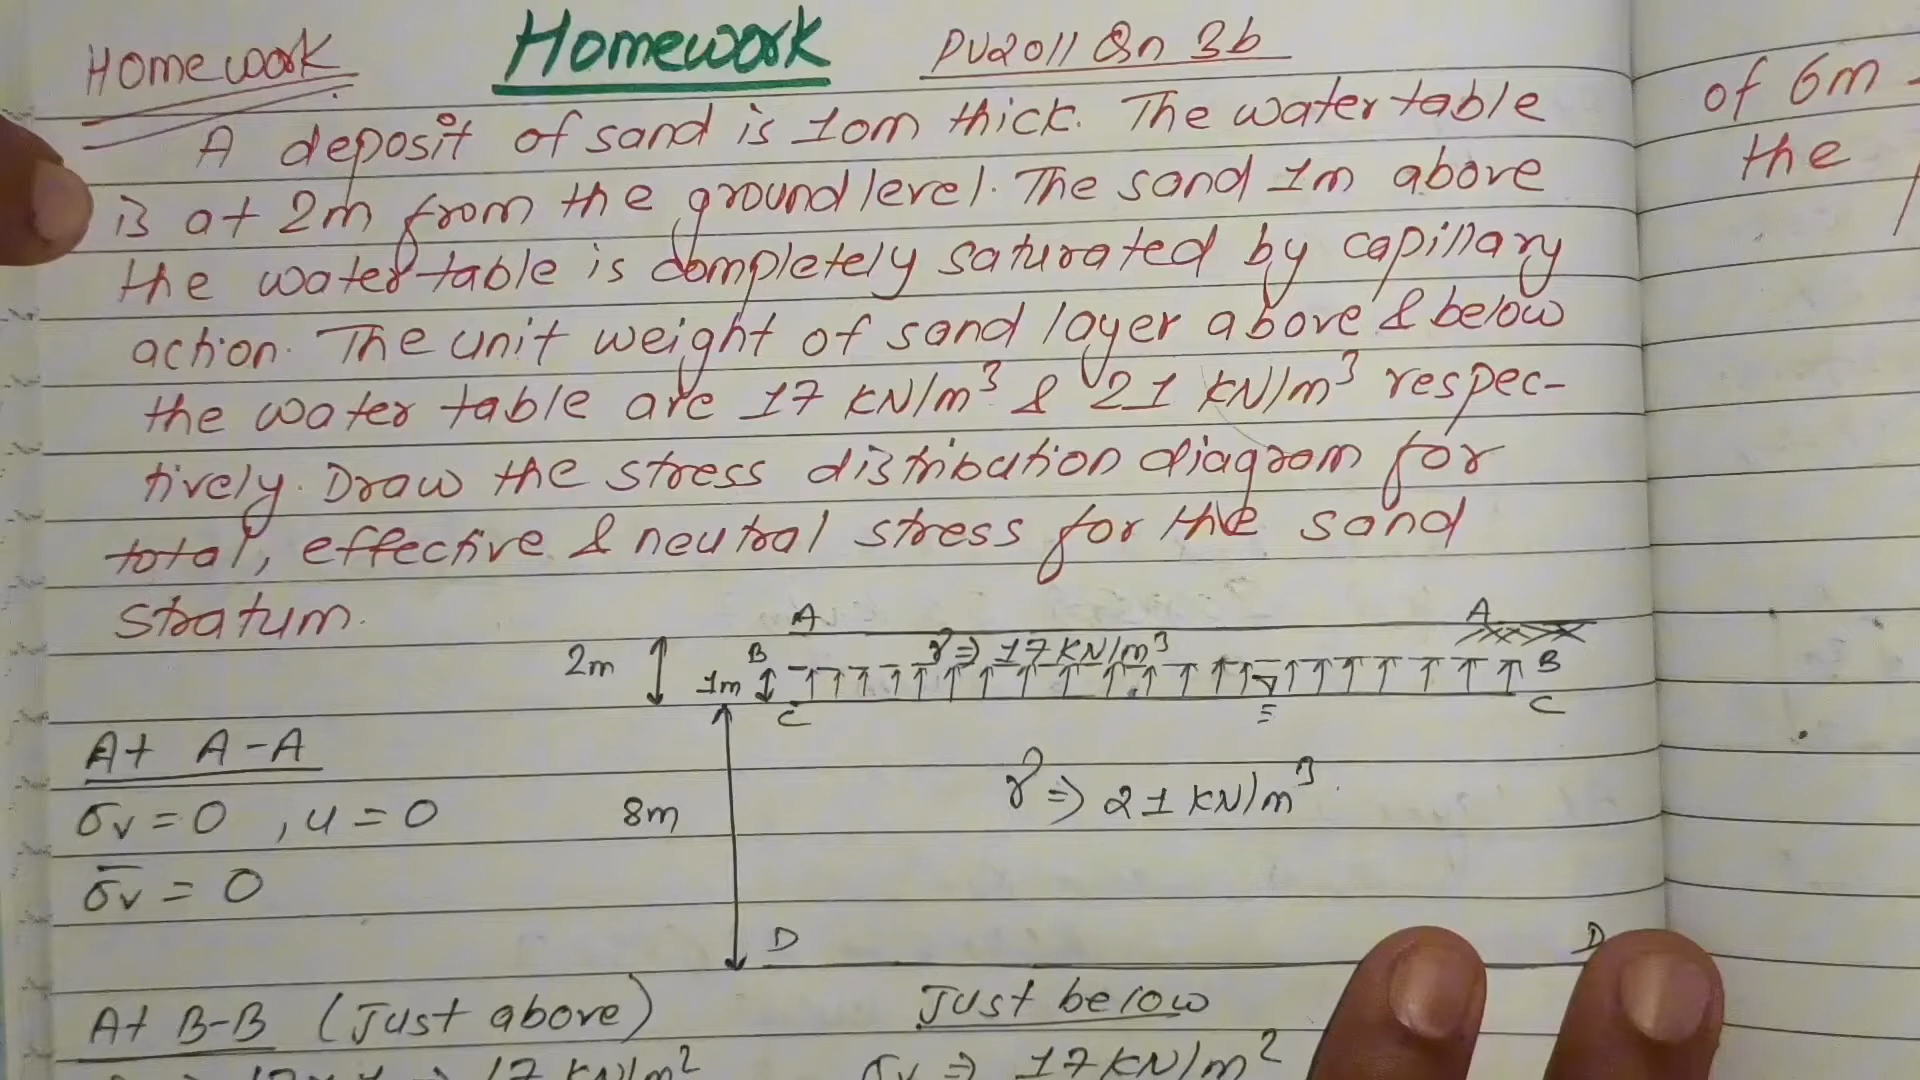 Homework
Homework
PU2011 Qn 3b
A deposit of sand is 10m thick. The water table
is at 2m from the ground level. The sand 1m above
the water table is completely saturated by capillary
action. The unit weight of sand layer above & below
the water table are 17 KN/m³ & 21 KN/m³ respec-
tively. Draw the stress distribution diagram for
total, effective & neutral stress for the sand
stratum.
A A
2m B γ ⇒ 17 KN/m³ B
1m
C C
At A-A
γ ⇒ 21 KN/m³
σv = 0 , u = 0 8m
σ̄v = 0
D D
At B-B (Just above) Just below
17 KN/m² σv ⇒ 17 KN/m²
of 6m
the